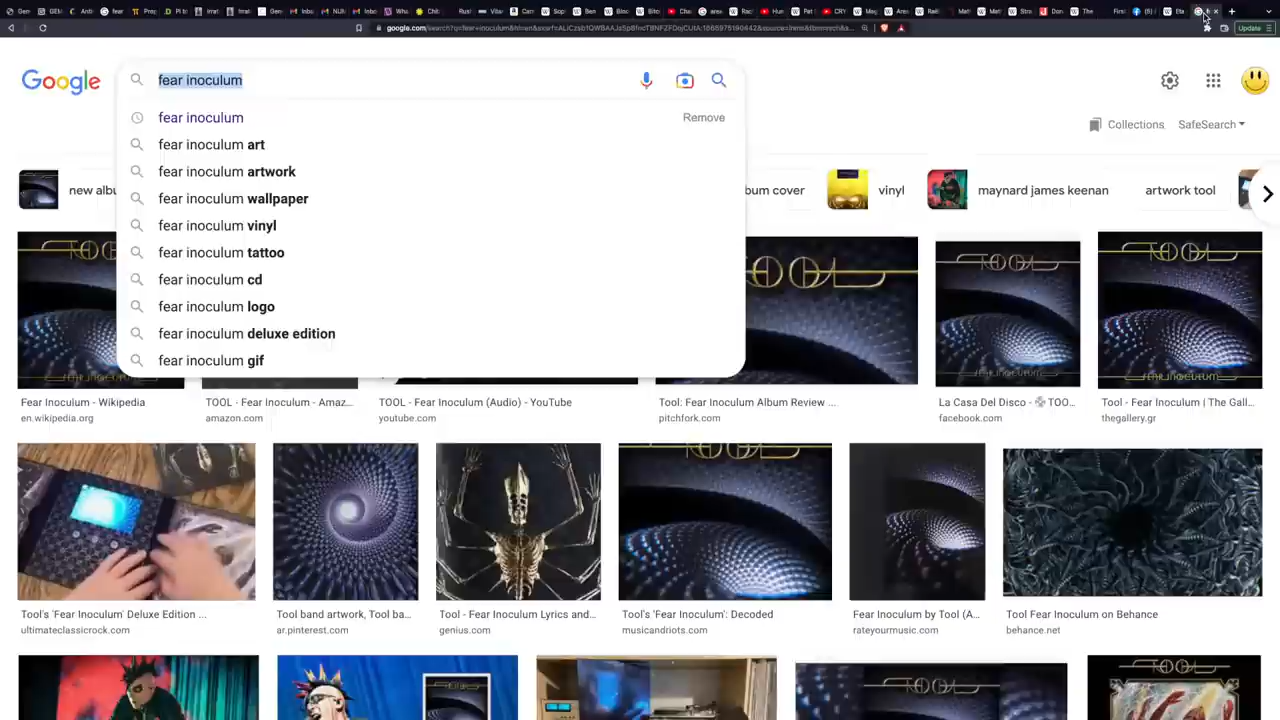 google.com/search?q=fear+inoculum
Update
Google
fear inoculum
Collections
SafeSearch
fear inoculum
Remove
fear inoculum art
fear inoculum artwork
fear inoculum wallpaper
fear inoculum vinyl
fear inoculum tattoo
fear inoculum cd
fear inoculum logo
fear inoculum deluxe edition
fear inoculum gif
new albu
bum cover
vinyl
maynard james keenan
artwork tool
Fear Inoculum - Wikipedia
en.wikipedia.org
TOOL - Fear Inoculum - Amaz...
amazon.com
TOOL - Fear Inoculum (Audio) - YouTube
youtube.com
Tool: Fear Inoculum Album Review ...
pitchfork.com
La Casa Del Disco - TOO...
facebook.com
Tool - Fear Inoculum | The Gall...
thegallery.gr
Tool's 'Fear Inoculum' Deluxe Edition ...
ultimateclassicrock.com
Tool band artwork, Tool ba...
ar.pinterest.com
Tool - Fear Inoculum Lyrics and...
genius.com
Tool's 'Fear Inoculum': Decoded
musicandriots.com
Fear Inoculum by Tool (A...
rateyourmusic.com
Tool Fear Inoculum on Behance
behance.net